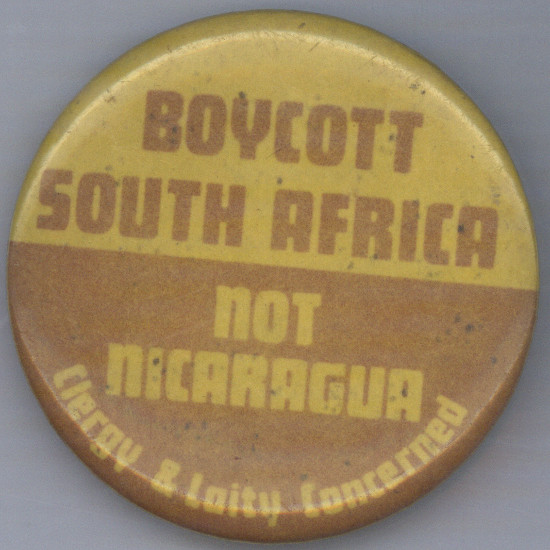 BOYCOTT
SOUTH AFRICA
NOT
NICARAGUA
Clergy & Laity Concerned